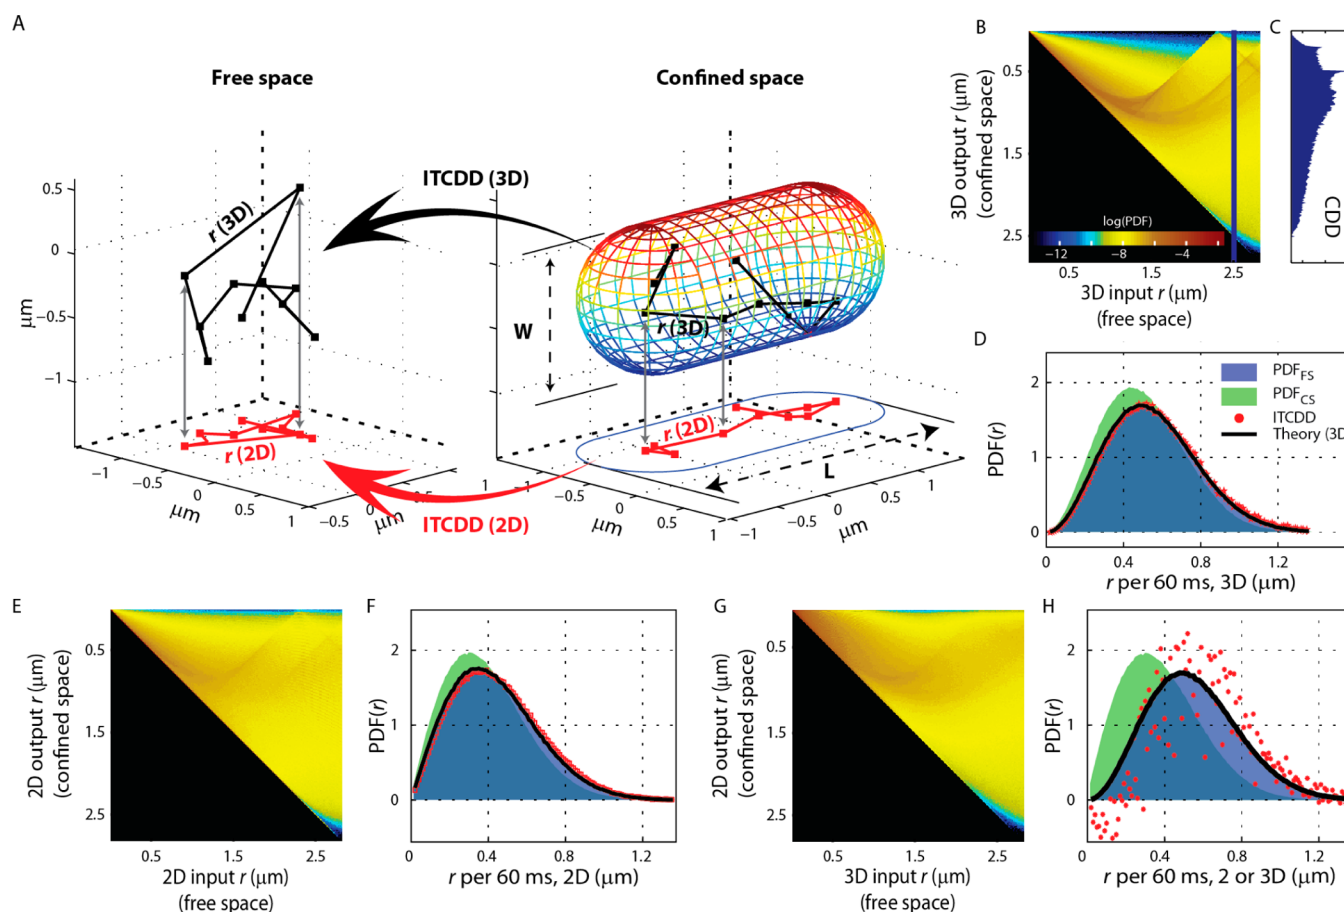 A
Free space
Confined space
ITCDD (3D)
r (3D)
0.5
0
−1
μm
r (2D)
−1
−0.5
0
0.5
1
μm
−0.5
0
0.5
1
μm
ITCDD (2D)
W
r (3D)
r (2D)
L
−1
−0.5
0
0.5
1
μm
−1
−0.5
0
0.5
1
μm
B
3D output r (μm)
(confined space)
0.5
1.5
2.5
log(PDF)
−12
−8
−4
0.5
1.5
2.5
3D input r (μm)
(free space)
C
CDD
D
PDF(r)
2
1
0
PDFFS
PDFCS
ITCDD
Theory (3D
0
0.4
0.8
1.2
r per 60 ms, 3D (μm)
E
2D output r (μm)
(confined space)
0.5
1.5
2.5
0.5
1.5
2.5
2D input r (μm)
(free space)
F
PDF(r)
2
1
0
0
0.4
0.8
1.2
r per 60 ms, 2D (μm)
G
2D output r (μm)
(confined space)
0.5
1.5
2.5
0.5
1.5
2.5
3D input r (μm)
(free space)
H
PDF(r)
2
1
0
0
0.4
0.8
1.2
r per 60 ms, 2 or 3D (μm)